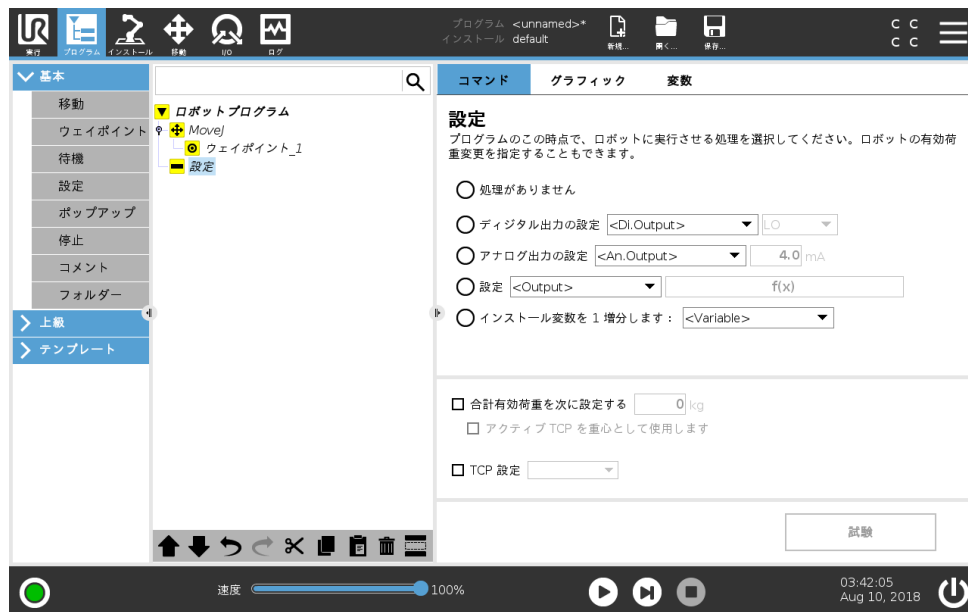 プログラム <unnamed>*
インストール default
C C
C C
UR
実行
プログラム
インストール
移動
I/O
ログ
新規...
開く...
保存...
基本
移動
ウェイポイント
待機
設定
ポップアップ
停止
コメント
フォルダー
上級
テンプレート
ロボットプログラム
MoveJ
ウェイポイント_1
設定
コマンド グラフィック 変数
設定
プログラムのこの時点で、ロボットに実行させる処理を選択してください。ロボットの有効荷
重変更を指定することもできます。
処理がありません
ディジタル出力の設定 <Di.Output> LO
アナログ出力の設定 <An.Output> 4.0 mA
設定 <Output> f(x)
インストール変数を 1 増分します： <Variable>
合計有効荷重を次に設定する 0 kg
アクティブ TCP を重心として使用します
TCP 設定
試験
速度 100%
03:42:05
Aug 10, 2018